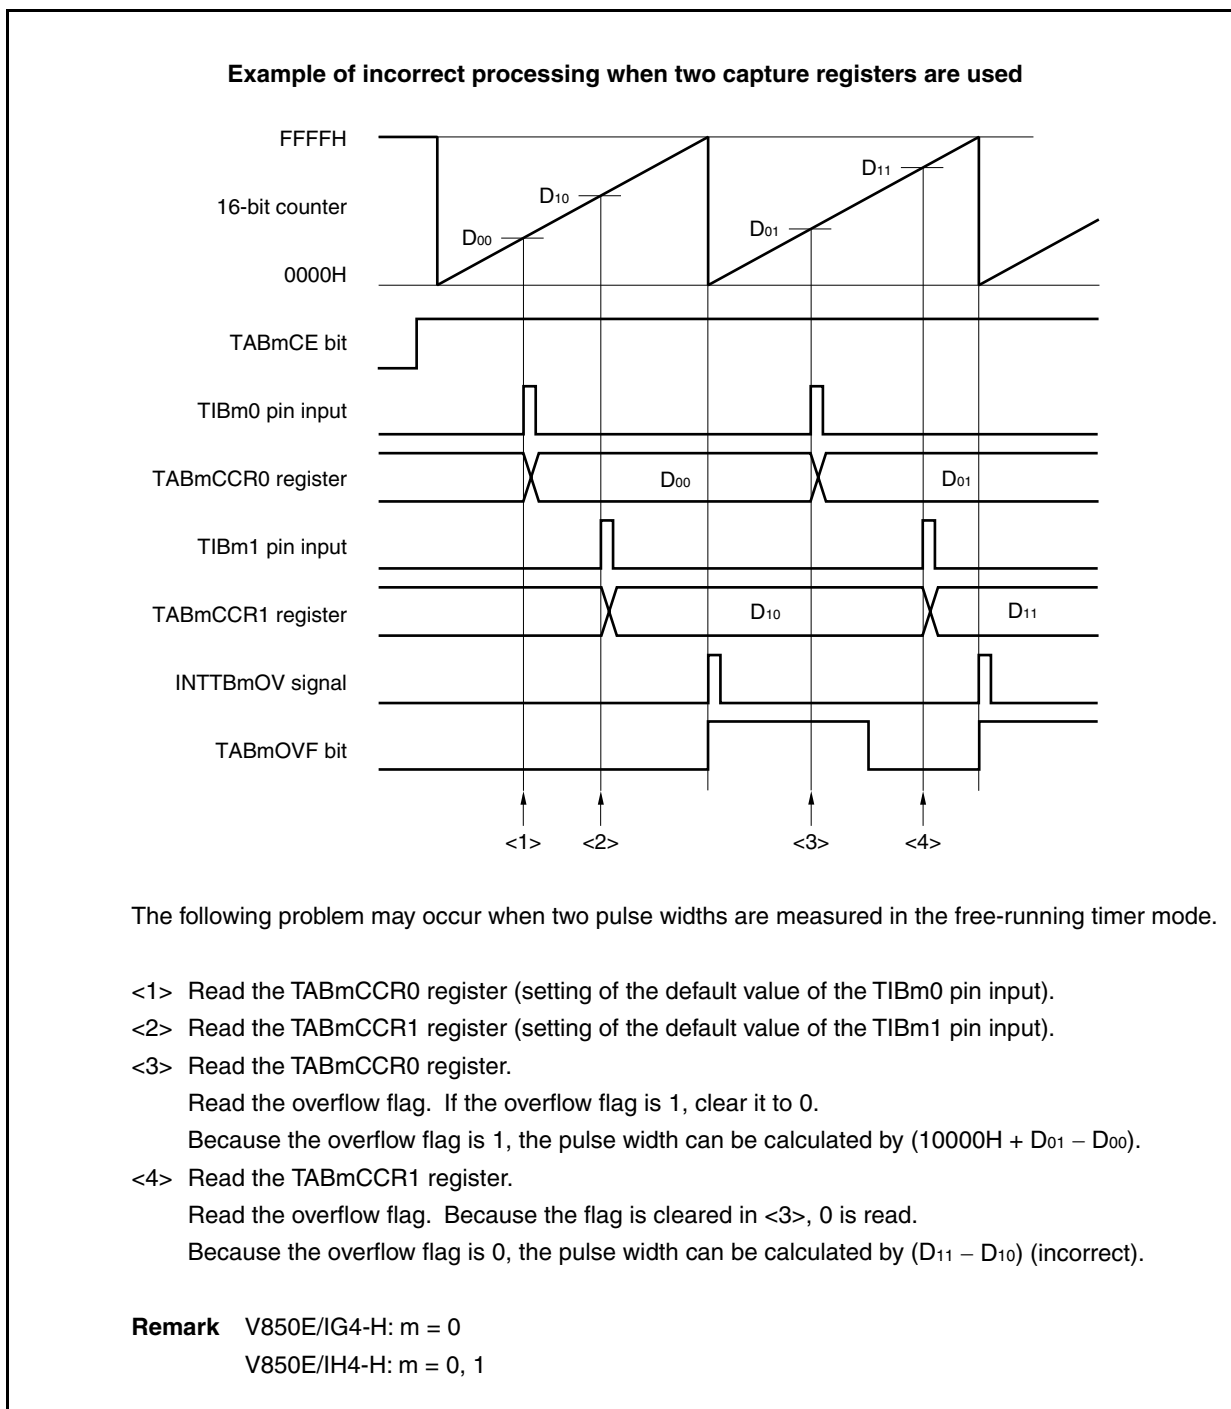 Example of incorrect processing when two capture registers are used
FFFFH
D11
D10
16-bit counter
D01
D00
0000H
TABmCE bit
TIBm0 pin input
TABmCCR0 register
D00
D01
TIBm1 pin input
TABmCCR1 register
D10
D11
INTTBmOV signal
TABmOVF bit
<1>
<2>
<3>
<4>
The following problem may occur when two pulse widths are measured in the free-running timer mode.
<1> Read the TABmCCR0 register (setting of the default value of the TIBm0 pin input).
<2> Read the TABmCCR1 register (setting of the default value of the TIBm1 pin input).
<3> Read the TABmCCR0 register.
Read the overflow flag. If the overflow flag is 1, clear it to 0.
Because the overflow flag is 1, the pulse width can be calculated by (10000H + D01 − D00).
<4> Read the TABmCCR1 register.
Read the overflow flag. Because the flag is cleared in <3>, 0 is read.
Because the overflow flag is 0, the pulse width can be calculated by (D11 − D10) (incorrect).
Remark V850E/IG4-H: m = 0
V850E/IH4-H: m = 0, 1